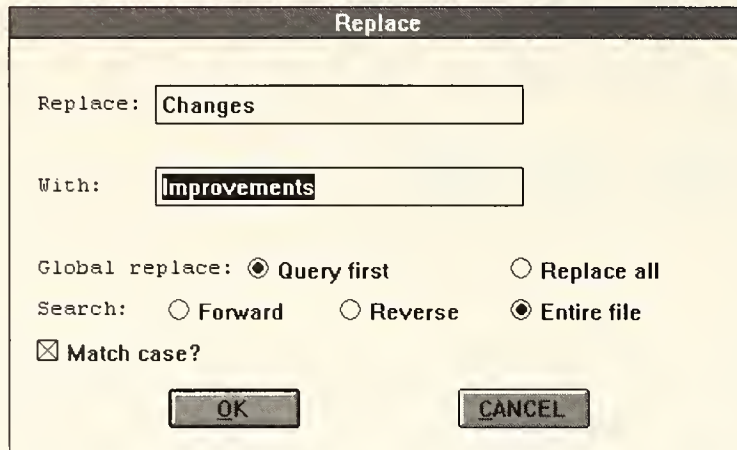 Replace
Replace: Changes
With: Improvements
Global replace: Query first Replace all
Search: Forward Reverse Entire file
Match case?
OK CANCEL